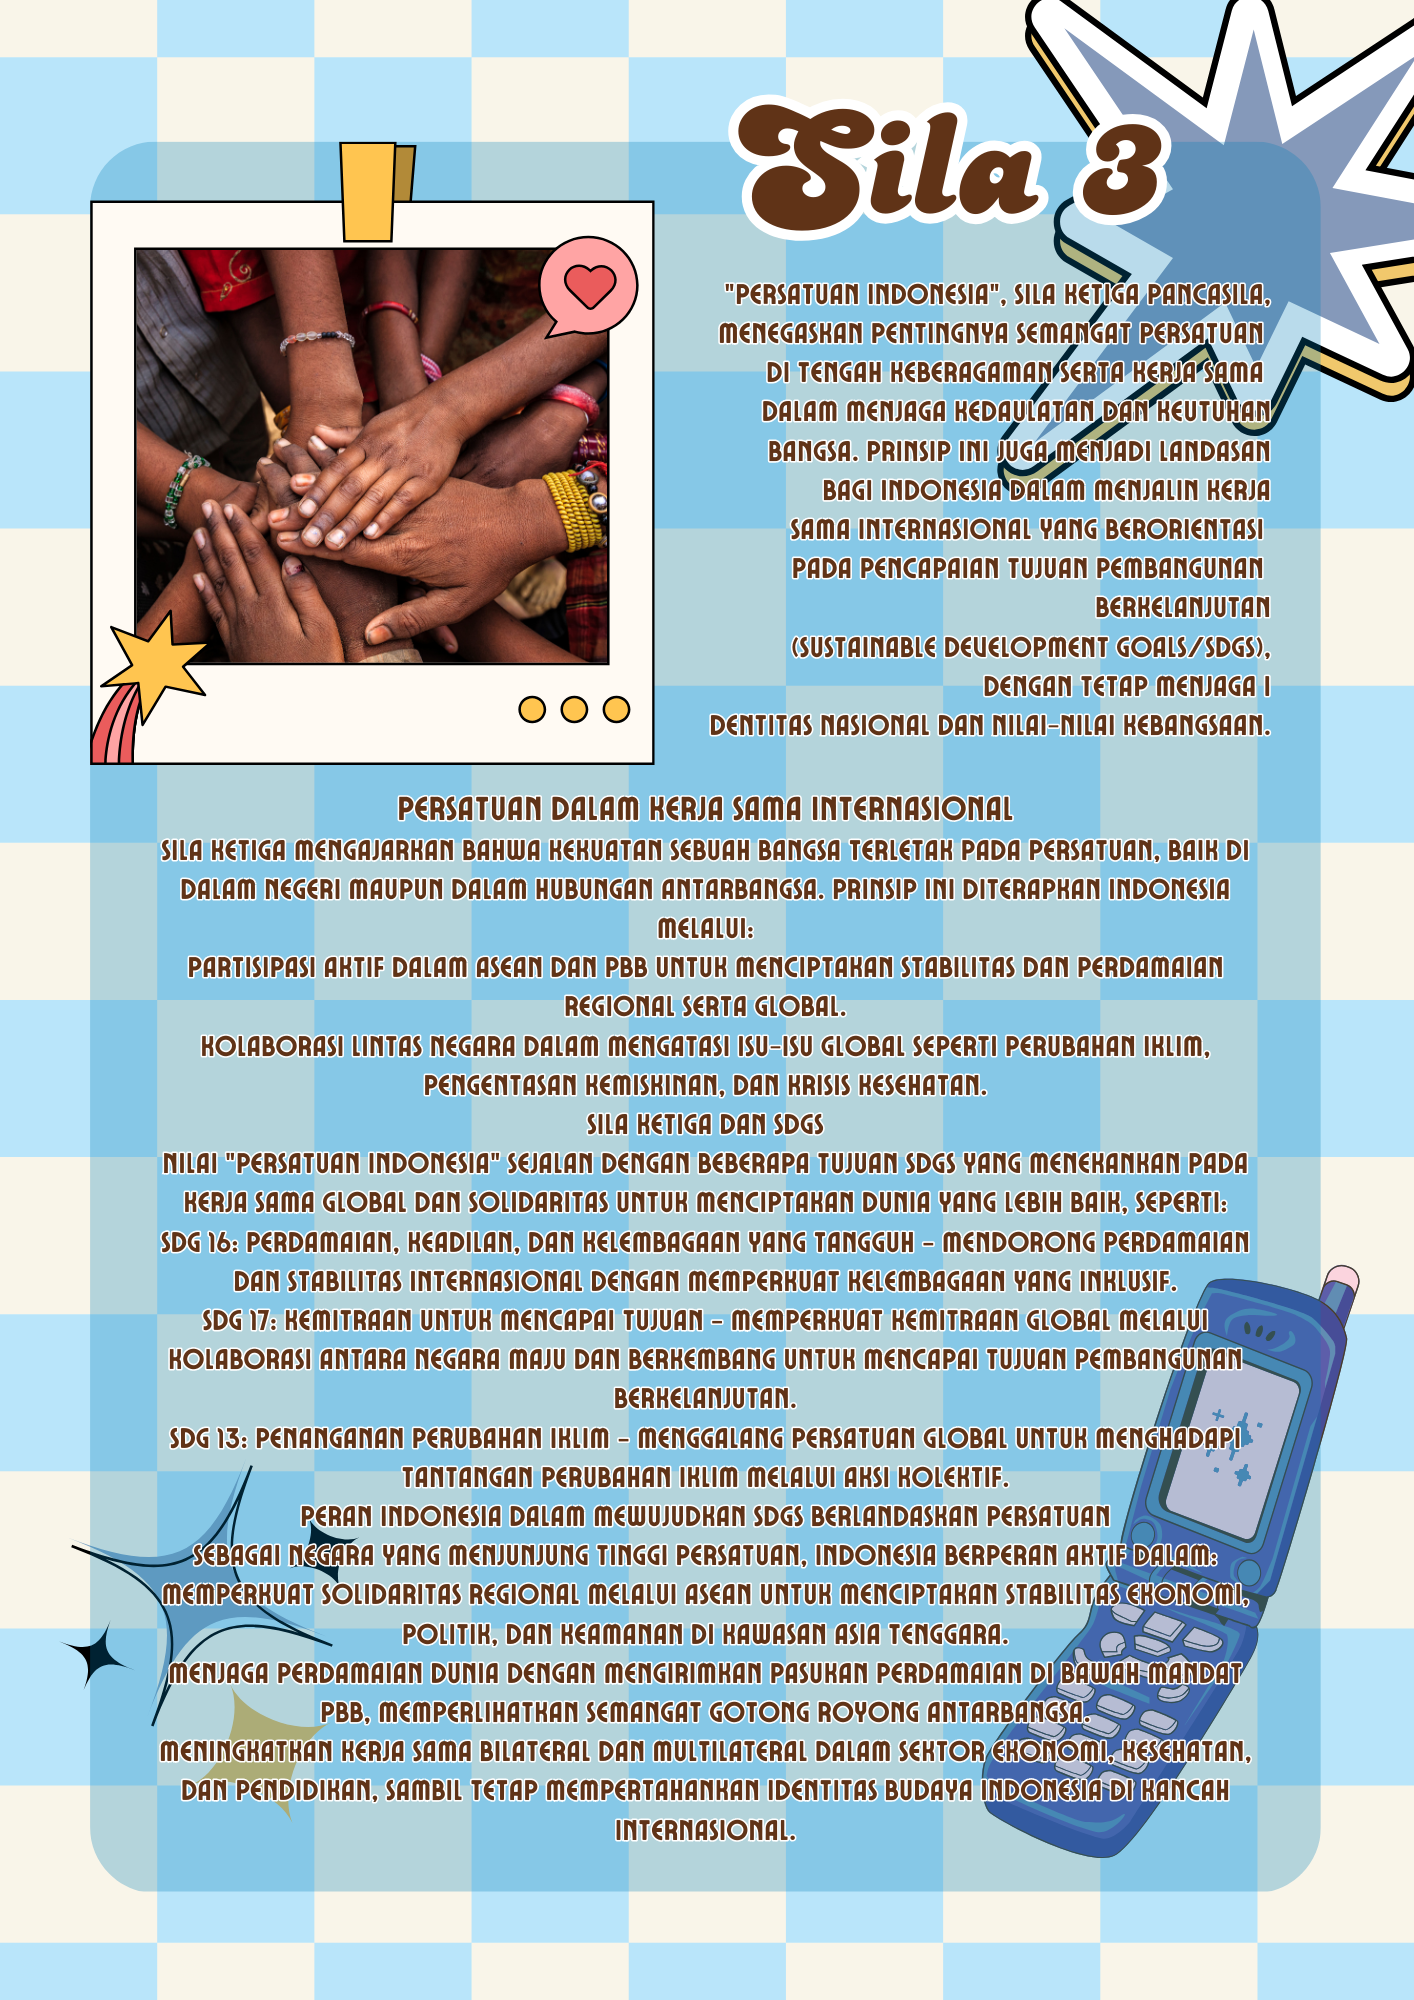 Sila 3
"PERSATUAN INDONESIA", SILA KETIGA PANCASILA,
MENEGASKAN PENTINGNYA SEMANGAT PERSATUAN
DI TENGAH KEBERAGAMAN SERTA KERJA SAMA
DALAM MENJAGA KEDAULATAN DAN KEUTUHAN
BANGSA. PRINSIP INI JUGA MENJADI LANDASAN
BAGI INDONESIA DALAM MENJALIN KERJA
SAMA INTERNASIONAL YANG BERORIENTASI
PADA PENCAPAIAN TUJUAN PEMBANGUNAN
BERKELANJUTAN
(SUSTAINABLE DEVELOPMENT GOALS/SDGS),
DENGAN TETAP MENJAGA I
DENTITAS NASIONAL DAN NILAI-NILAI KEBANGSAAN.
PERSATUAN DALAM KERJA SAMA INTERNASIONAL
SILA KETIGA MENGAJARKAN BAHWA KEKUATAN SEBUAH BANGSA TERLETAK PADA PERSATUAN, BAIK DI
DALAM NEGERI MAUPUN DALAM HUBUNGAN ANTARBANGSA. PRINSIP INI DITERAPKAN INDONESIA
MELALUI:
PARTISIPASI AKTIF DALAM ASEAN DAN PBB UNTUK MENCIPTAKAN STABILITAS DAN PERDAMAIAN
REGIONAL SERTA GLOBAL.
KOLABORASI LINTAS NEGARA DALAM MENGATASI ISU-ISU GLOBAL SEPERTI PERUBAHAN IKLIM,
PENGENTASAN KEMISKINAN, DAN KRISIS KESEHATAN.
SILA KETIGA DAN SDGS
NILAI "PERSATUAN INDONESIA" SEJALAN DENGAN BEBERAPA TUJUAN SDGS YANG MENEKANKAN PADA
KERJA SAMA GLOBAL DAN SOLIDARITAS UNTUK MENCIPTAKAN DUNIA YANG LEBIH BAIK, SEPERTI:
SDG 16: PERDAMAIAN, KEADILAN, DAN KELEMBAGAAN YANG TANGGUH - MENDORONG PERDAMAIAN
DAN STABILITAS INTERNASIONAL DENGAN MEMPERKUAT KELEMBAGAAN YANG INKLUSIF.
SDG 17: KEMITRAAN UNTUK MENCAPAI TUJUAN - MEMPERKUAT KEMITRAAN GLOBAL MELALUI
KOLABORASI ANTARA NEGARA MAJU DAN BERKEMBANG UNTUK MENCAPAI TUJUAN PEMBANGUNAN
BERKELANJUTAN.
SDG 13: PENANGANAN PERUBAHAN IKLIM - MENGGALANG PERSATUAN GLOBAL UNTUK MENGHADAPI
TANTANGAN PERUBAHAN IKLIM MELALUI AKSI KOLEKTIF.
PERAN INDONESIA DALAM MEWUJUDKAN SDGS BERLANDASKAN PERSATUAN
SEBAGAI NEGARA YANG MENJUNJUNG TINGGI PERSATUAN, INDONESIA BERPERAN AKTIF DALAM:
MEMPERKUAT SOLIDARITAS REGIONAL MELALUI ASEAN UNTUK MENCIPTAKAN STABILITAS EKONOMI,
POLITIK, DAN KEAMANAN DI KAWASAN ASIA TENGGARA.
MENJAGA PERDAMAIAN DUNIA DENGAN MENGIRIMKAN PASUKAN PERDAMAIAN DI BAWAH MANDAT
PBB, MEMPERLIHATKAN SEMANGAT GOTONG ROYONG ANTARBANGSA.
MENINGKATKAN KERJA SAMA BILATERAL DAN MULTILATERAL DALAM SEKTOR EKONOMI, KESEHATAN,
DAN PENDIDIKAN, SAMBIL TETAP MEMPERTAHANKAN IDENTITAS BUDAYA INDONESIA DI KANCAH
INTERNASIONAL.